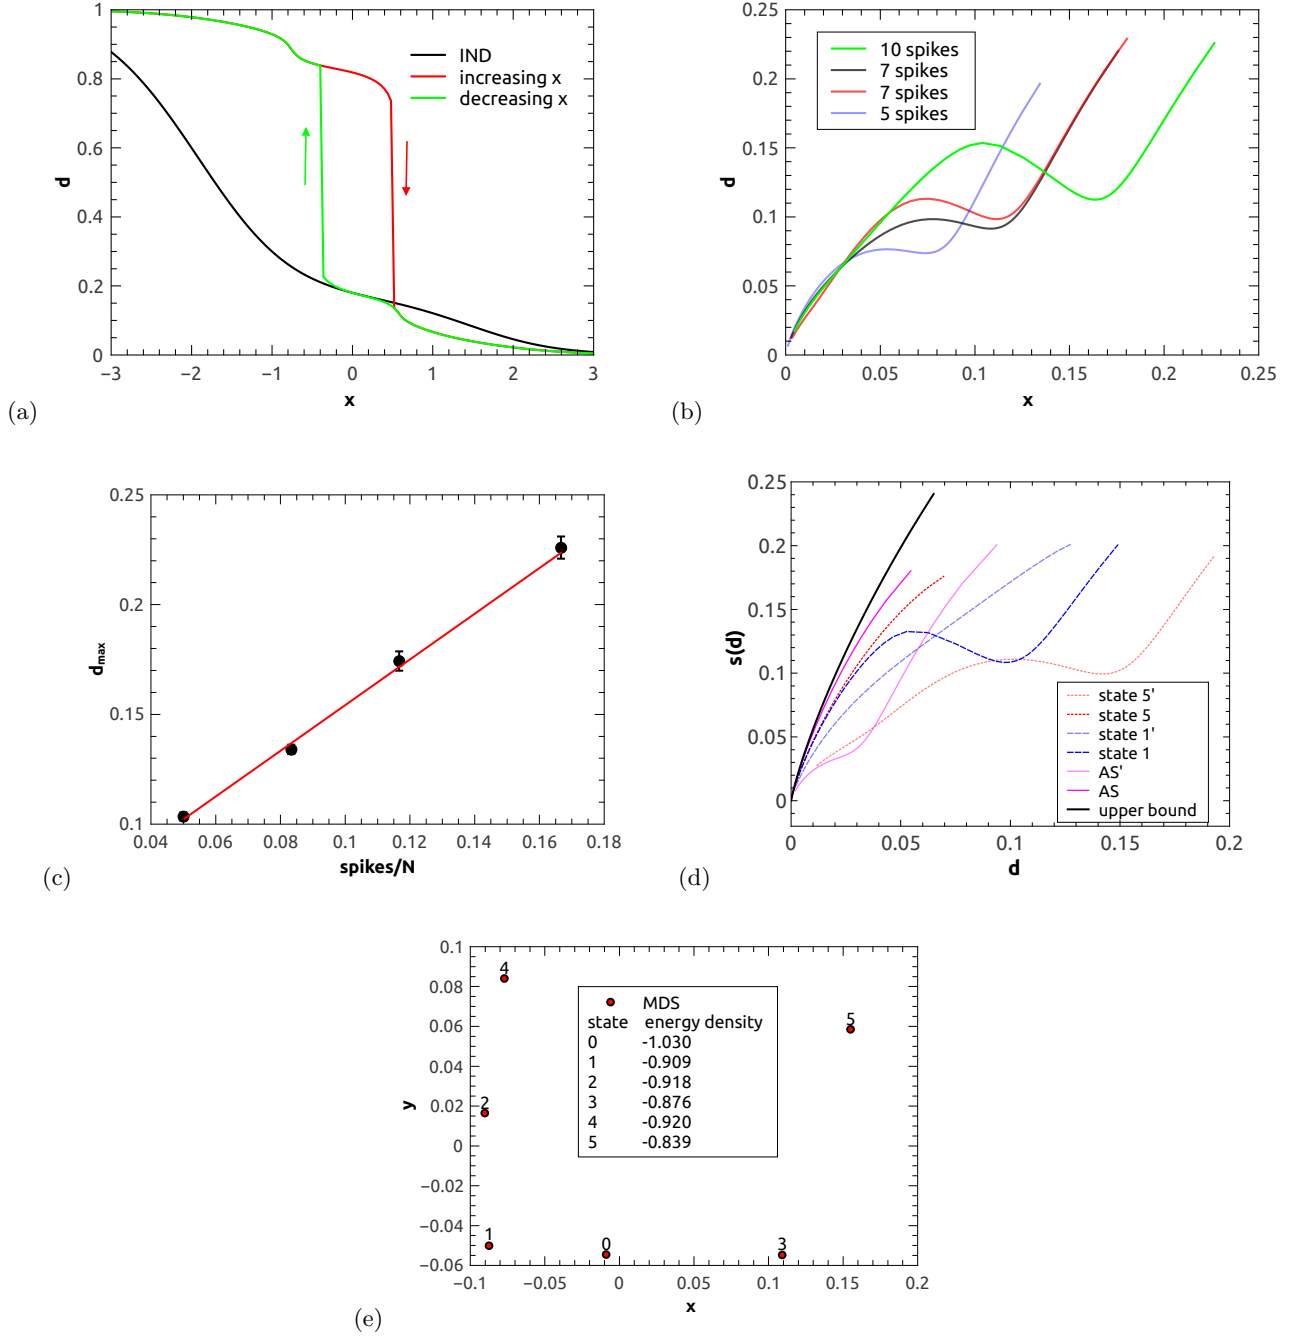 1
0.8
0.6
0.4
0.2
0
d
−3
−2
−1
0
1
2
3
x
IND
increasing x
decreasing x
(a)
0.25
0.2
0.15
0.1
0.05
0
d
0
0.05
0.1
0.15
0.2
0.25
x
10 spikes
7 spikes
7 spikes
5 spikes
(b)
0.25
0.2
0.15
0.1
dmax
0.04
0.06
0.08
0.1
0.12
0.14
0.16
0.18
spikes/N
(c)
0.25
0.2
0.15
0.1
0.05
0
s(d)
0
0.05
0.1
0.15
0.2
d
state 5'
state 5
state 1'
state 1
AS'
AS
upper bound
(d)
0.1
0.08
0.06
0.04
0.02
0
−0.02
−0.04
−0.06
y
−0.1
−0.05
0
0.05
0.1
0.15
0.2
x
4
5
2
1
0
3
MDS
state energy density
0 -1.030
1 -0.909
2 -0.918
3 -0.876
4 -0.920
5 -0.839
(e)